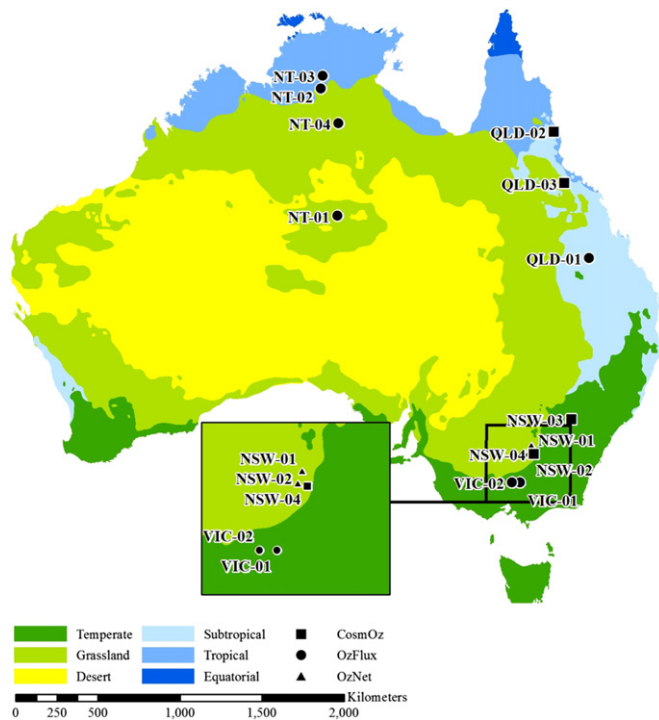 NT-03
NT-02
NT-04
QLD-02
QLD-03
NT-01
QLD-01
NSW-03
NSW-01
NSW-04
NSW-02
VIC-02
VIC-01
NSW-01
NSW-02
NSW-04
VIC-02
VIC-01
Temperate Subtropical CosmOz
Grassland Tropical OzFlux
Desert Equatorial OzNet
Kilometers
0 250 500 1,000 1,500 2,000